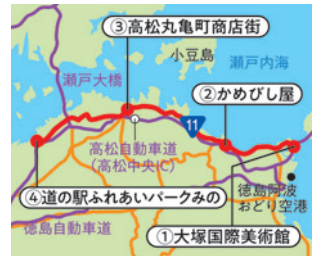 ③高松丸亀町商店街
小豆島
瀬戸内海
瀬戸大橋
②かめびし屋
11
高松自動車道
(高松中央IC)
④道の駅ふれあいパークみの
徳島阿波
おどり空港
徳島自動車道
①大塚国際美術館